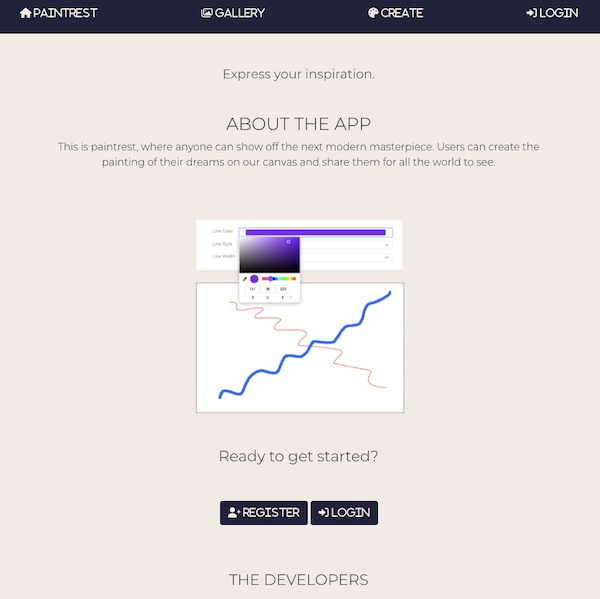 PAINTREST
GALLERY
CREATE
LOGIN
Express your inspiration.
ABOUT THE APP
This is paintrest, where anyone can show off the next modern masterpiece. Users can create the
painting of their dreams on our canvas and share them for all the world to see.
Line Color
Line Style
Line Width
121 38 223
R G B
Ready to get started?
REGISTER
LOGIN
THE DEVELOPERS